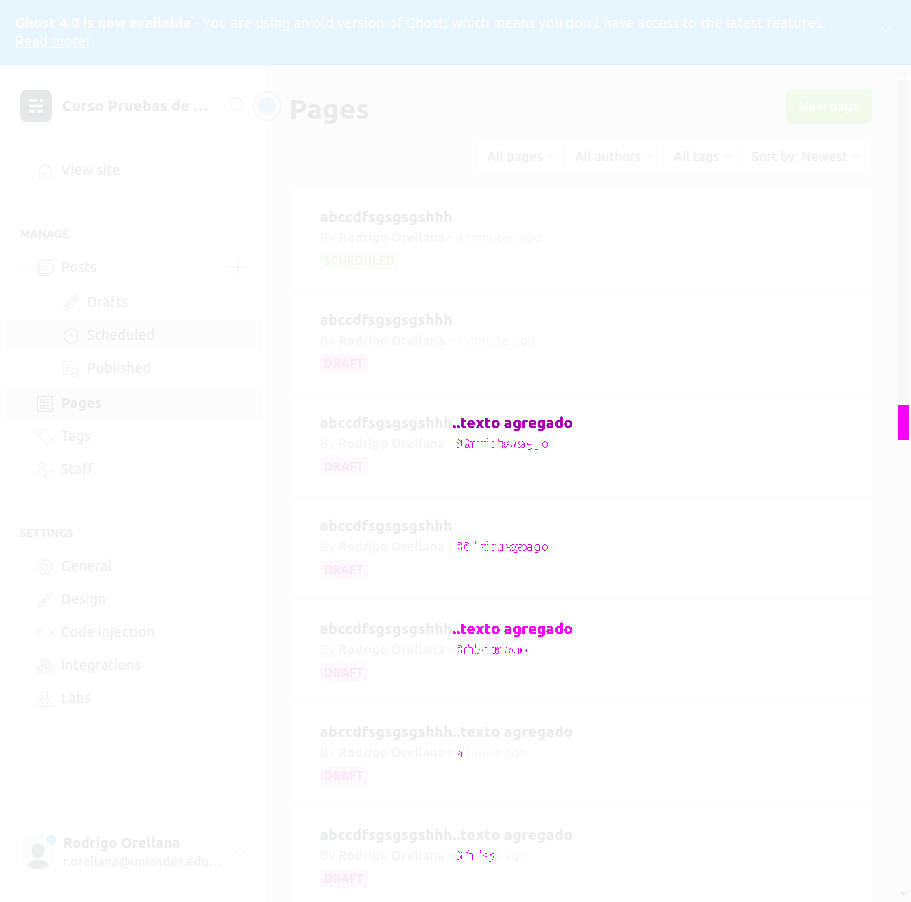 Ghost 4.0 is now available - You are using an old version of Ghost, which means you don't have access to the latest features.
Read more!
Curso Pruebas de ...
Pages
New page
View site
All pages
All authors
All tags
Sort by: Newest
MANAGE
Posts
Drafts
Scheduled
Published
Pages
Tags
Staff
SETTINGS
General
Design
Code injection
Integrations
Labs
Rodrigo Orellana
r.orellana@uniandes.edu...
abccdfsgsgsgshhh
By Rodrigo Orellana • 4 minutes ago
SCHEDULED
abccdfsgsgsgshhh
By Rodrigo Orellana • 1 minute ago
DRAFT
abccdfsgsgsgshhh..texto agregado
By Rodrigo Orellana • ago
DRAFT
abccdfsgsgsgshhh
By Rodrigo Orellana • ago
DRAFT
abccdfsgsgsgshhh..texto agregado
By Rodrigo Orellana •
DRAFT
abccdfsgsgsgshhh..texto agregado
By Rodrigo Orellana • hours ago
DRAFT
abccdfsgsgsgshhh..texto agregado
By Rodrigo Orellana • ago
DRAFT